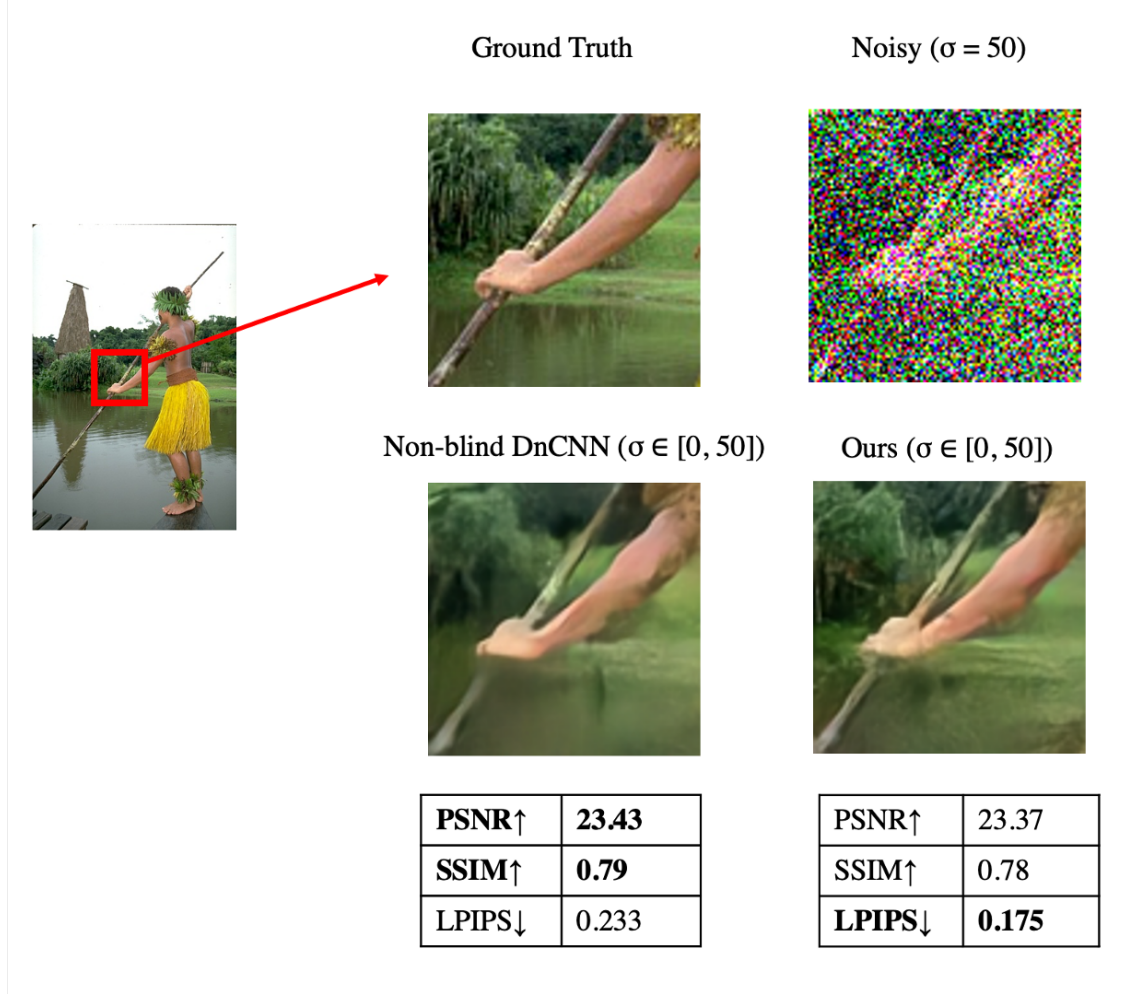 Ground Truth
Noisy (σ = 50)
Non-blind DnCNN (σ ∈ [0, 50])
Ours (σ ∈ [0, 50])
PSNR↑ 23.43
SSIM↑ 0.79
LPIPS↓ 0.233
PSNR↑ 23.37
SSIM↑ 0.78
LPIPS↓ 0.175